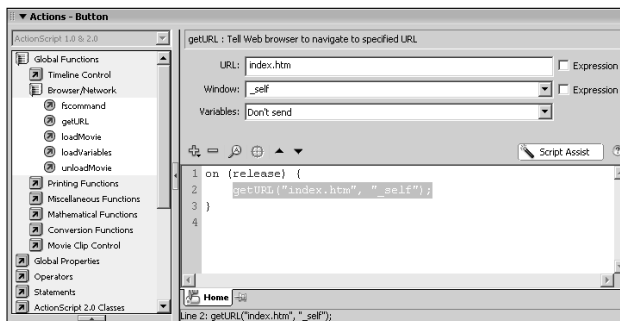 Actions - Button
ActionScript 1.0 & 2.0
Global Functions
Timeline Control
Browser/Network
fscommand
getURL
loadMovie
loadVariables
unloadMovie
Printing Functions
Miscellaneous Functions
Mathematical Functions
Conversion Functions
Movie Clip Control
Global Properties
Operators
Statements
ActionScript 2.0 Classes
getURL : Tell Web browser to navigate to specified URL
URL: index.htm Expression
Window: _self Expression
Variables: Don't send
Script Assist
1 on (release) {
2 getURL("index.htm", "_self");
3 }
4
Home
Line 2: getURL("index.htm", "_self");